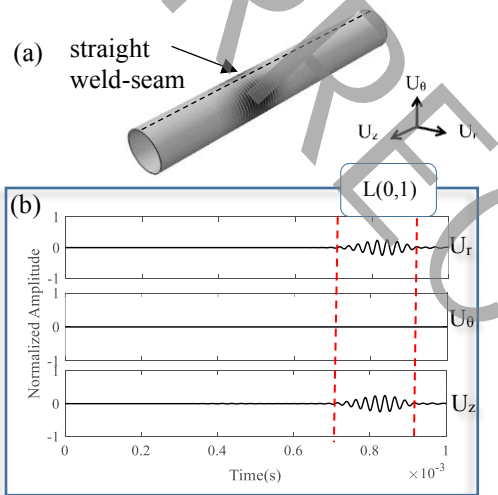 (a)
straight
weld-seam
Uθ
Uz
Ur
L(0,1)
(b)
Normalized Amplitude
1
0
-1
Ur
1
0
-1
Uθ
1
0
-1
Uz
0
0.2
0.4
0.6
0.8
1
Time(s)
×10⁻³